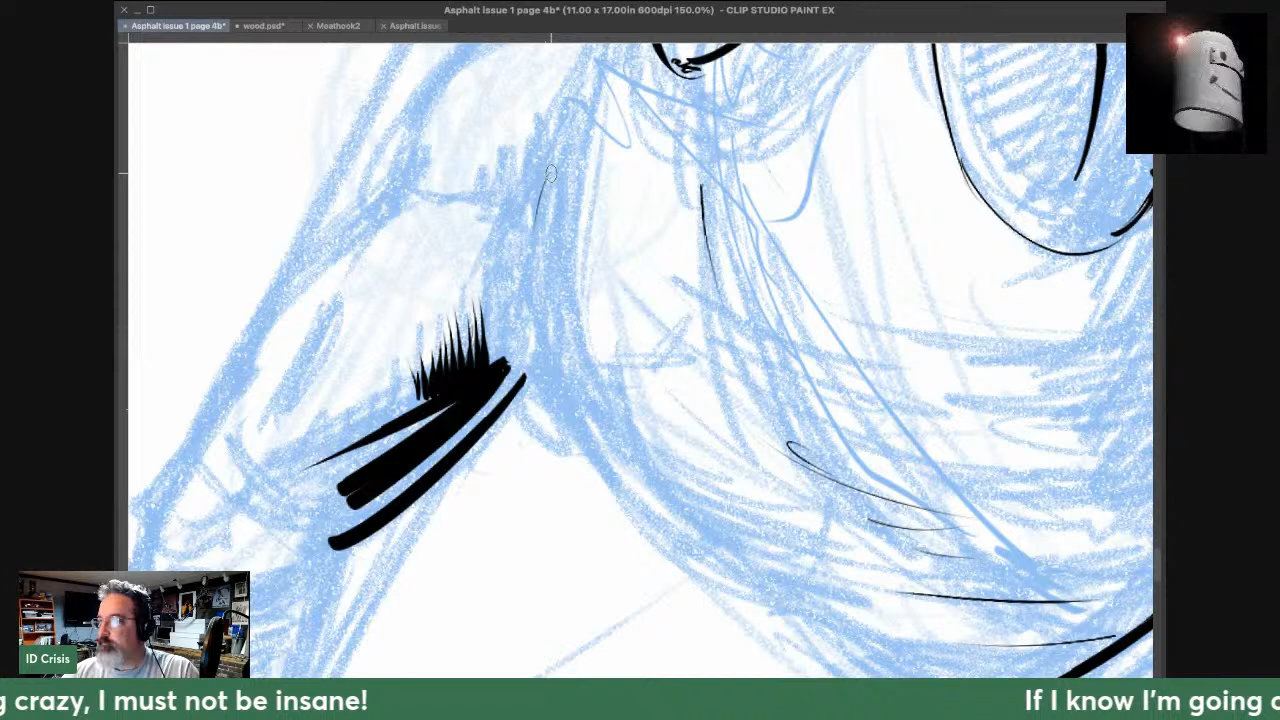 Asphalt issue 1 page 4b* (11.00 x 17.00in 600dpi 150.0%) - CLIP STUDIO PAINT EX
Asphalt issue 1 page 4b* wood.psd* Meathook2 Asphalt issue
ID Crisis
g crazy, I must not be insane! If I know I'm going c